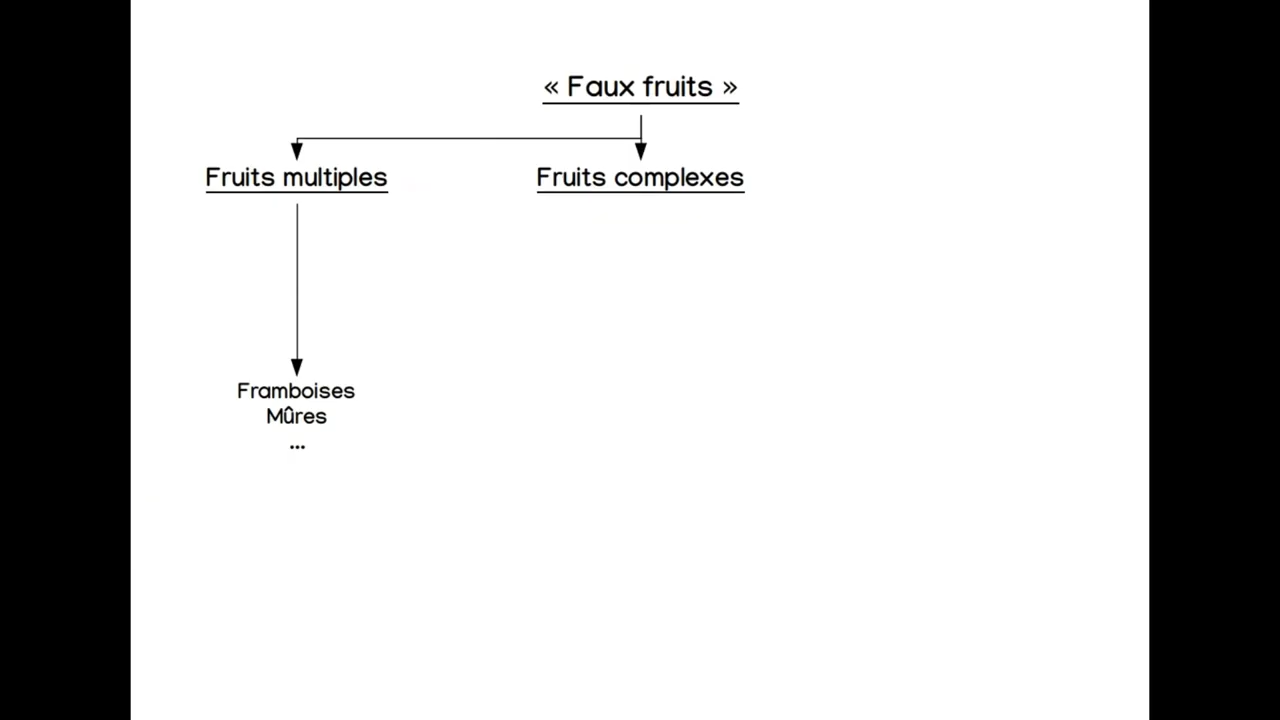 « Faux fruits »
Fruits multiples
Fruits complexes
Framboises
Mûres
...